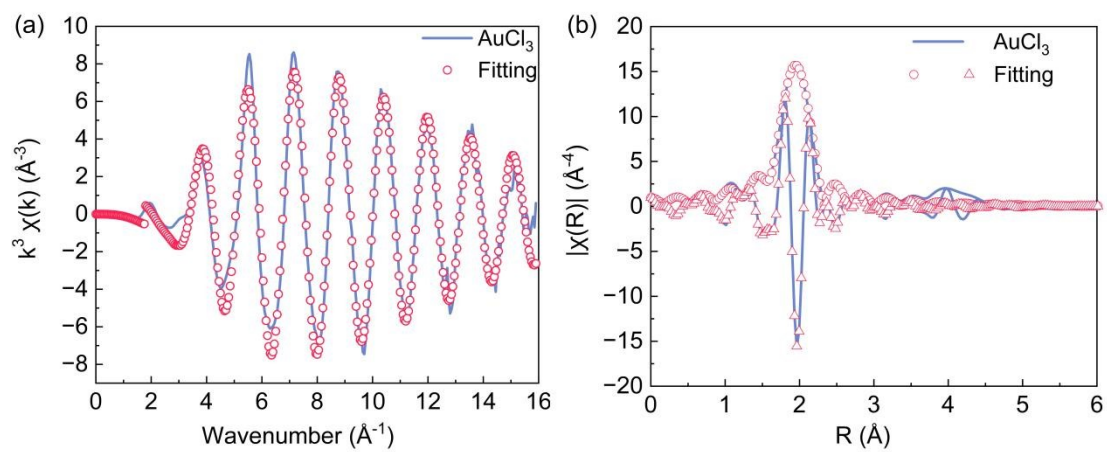 (a)
10
8
6
4
2
0
−2
−4
−6
−8
k³ χ(k) (Å⁻³)
AuCl₃
Fitting
0 2 4 6 8 10 12 14 16
Wavenumber (Å⁻¹)
(b)
20
15
10
5
0
−5
−10
−15
−20
|χ(R)| (Å⁻⁴)
AuCl₃
Fitting
0 1 2 3 4 5 6
R (Å)